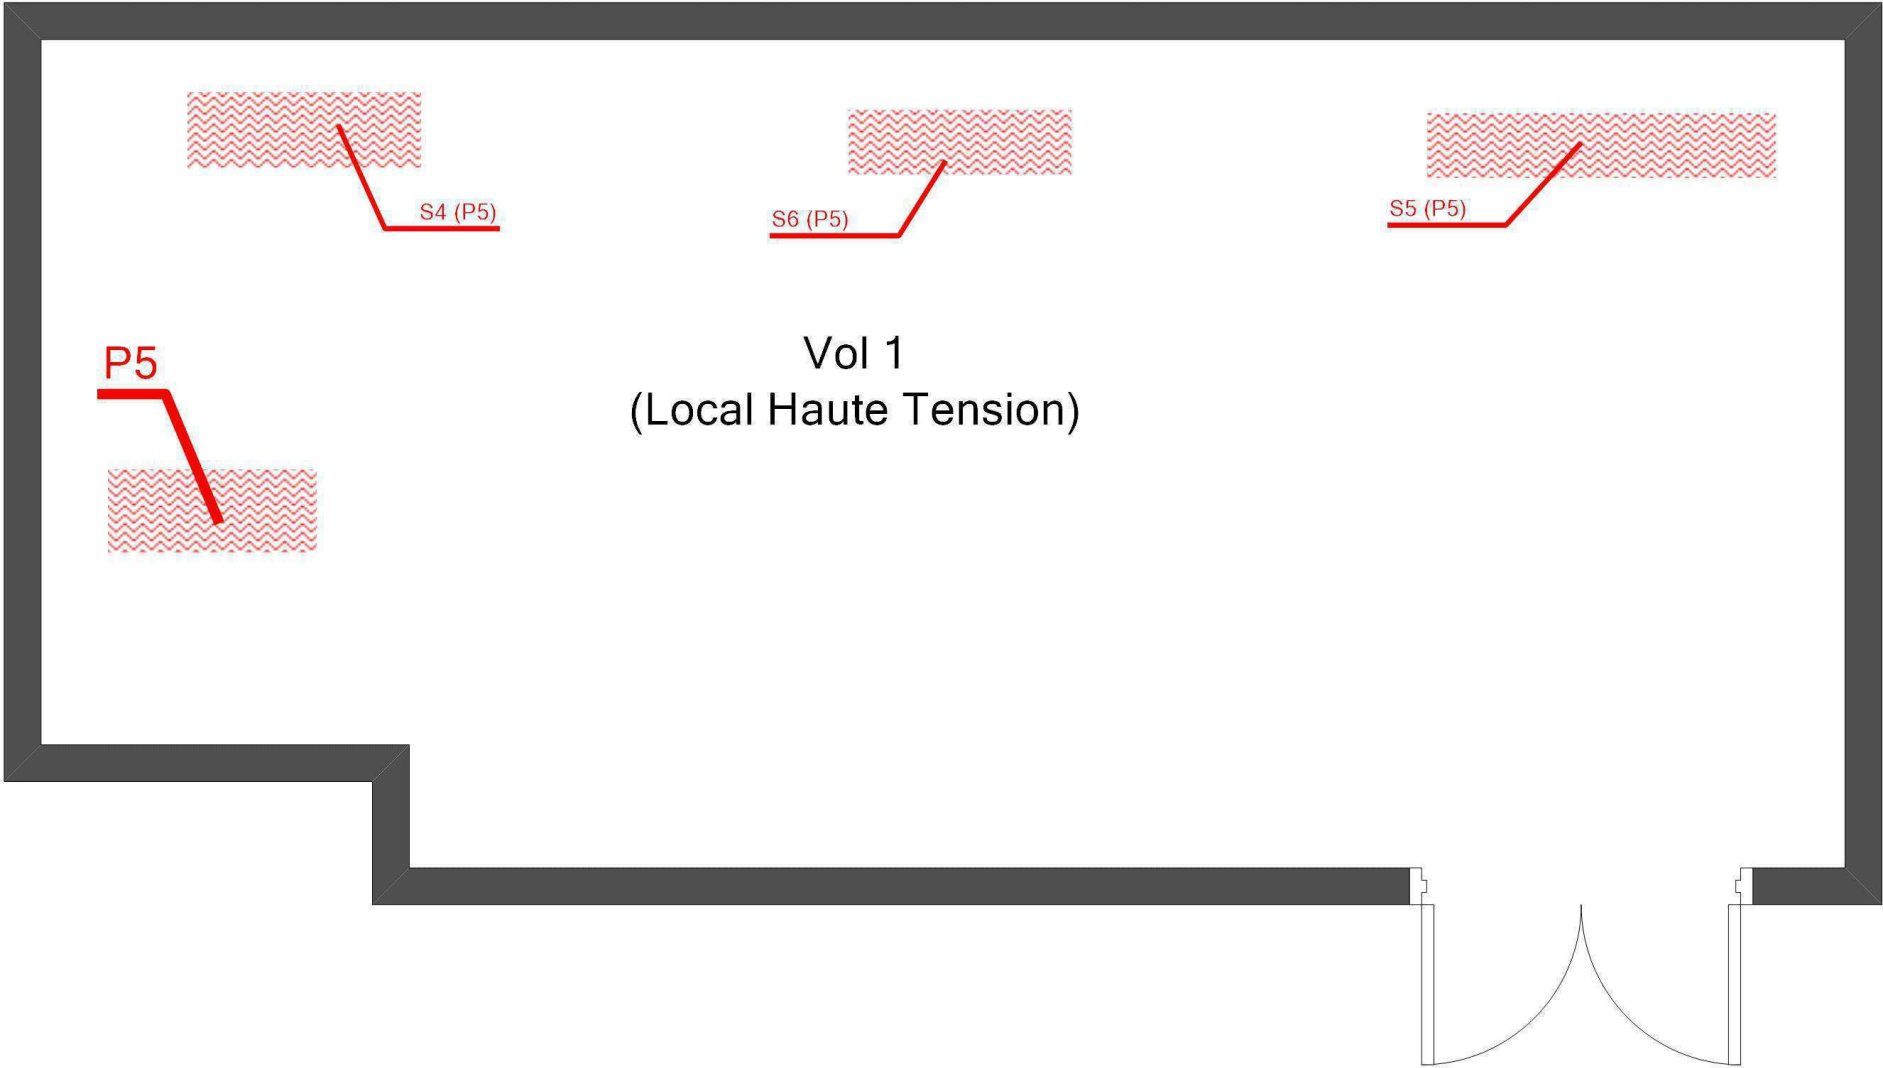 S4 (P5)
S6 (P5)
S5 (P5)
P5
Vol 1
(Local Haute Tension)